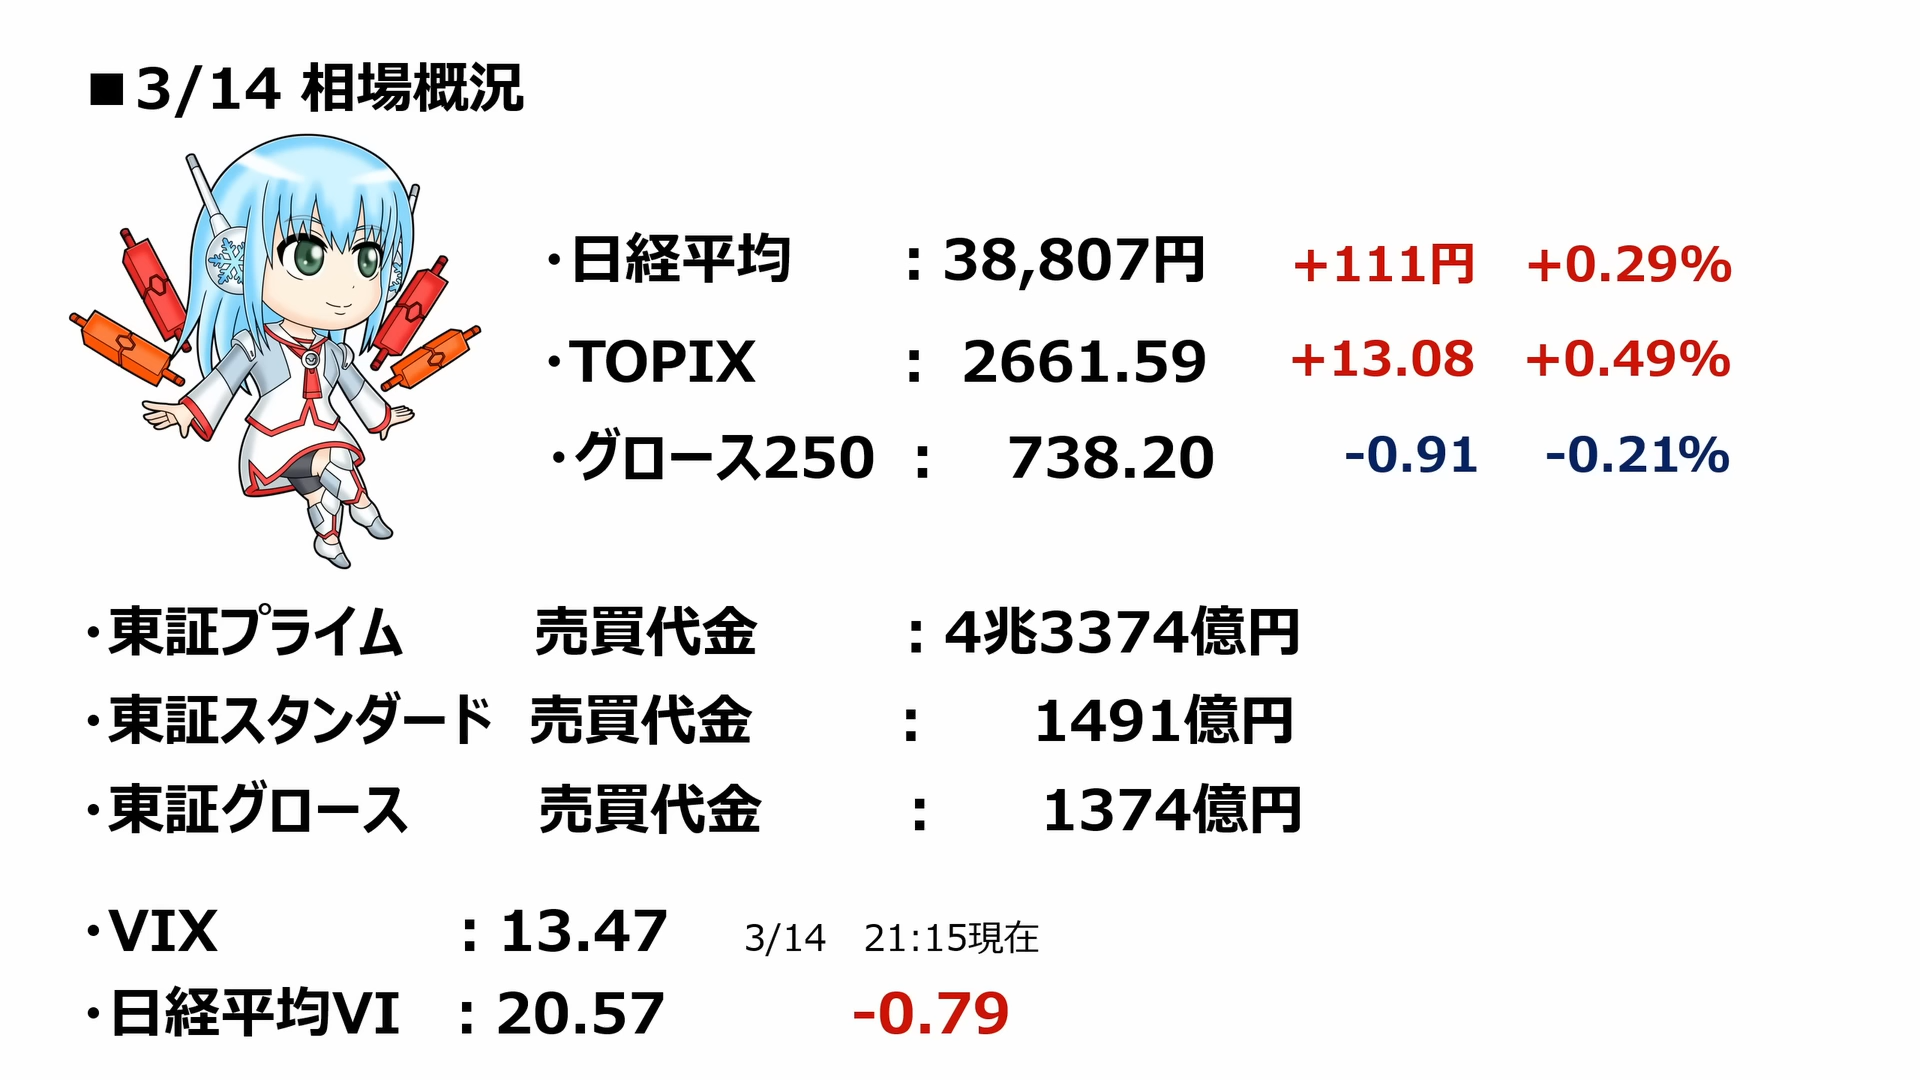 ■3/14 相場概況
・日経平均 : 38,807円 +111円 +0.29%
・TOPIX : 2661.59 +13.08 +0.49%
・グロース250 : 738.20 -0.91 -0.21%
・東証プライム 売買代金 : 4兆3374億円
・東証スタンダード 売買代金 : 1491億円
・東証グロース 売買代金 : 1374億円
・VIX : 13.47 3/14 21:15現在
・日経平均VI : 20.57 -0.79